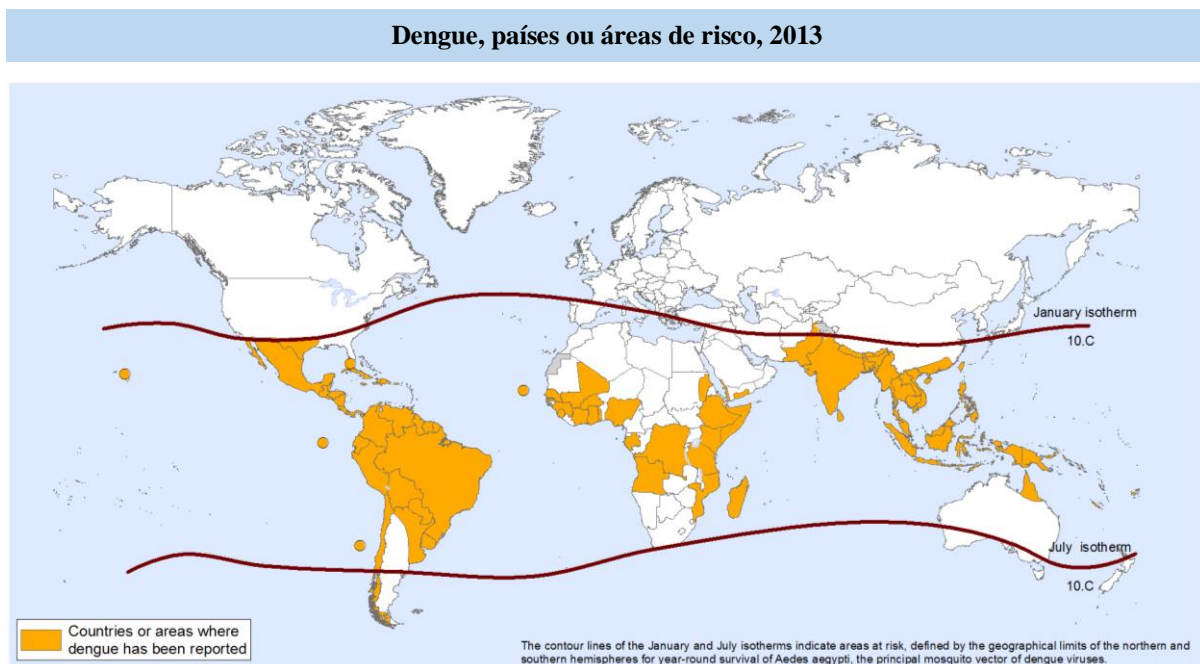 Dengue, países ou áreas de risco, 2013
January isotherm
10.C
July isotherm
10.C
Countries or areas where
dengue has been reported
The contour lines of the January and July isotherms indicate areas at risk, defined by the geographical limits of the northern and
southern hemispheres for year-round survival of Aedes aegypti, the principal mosquito vector of dengue viruses.